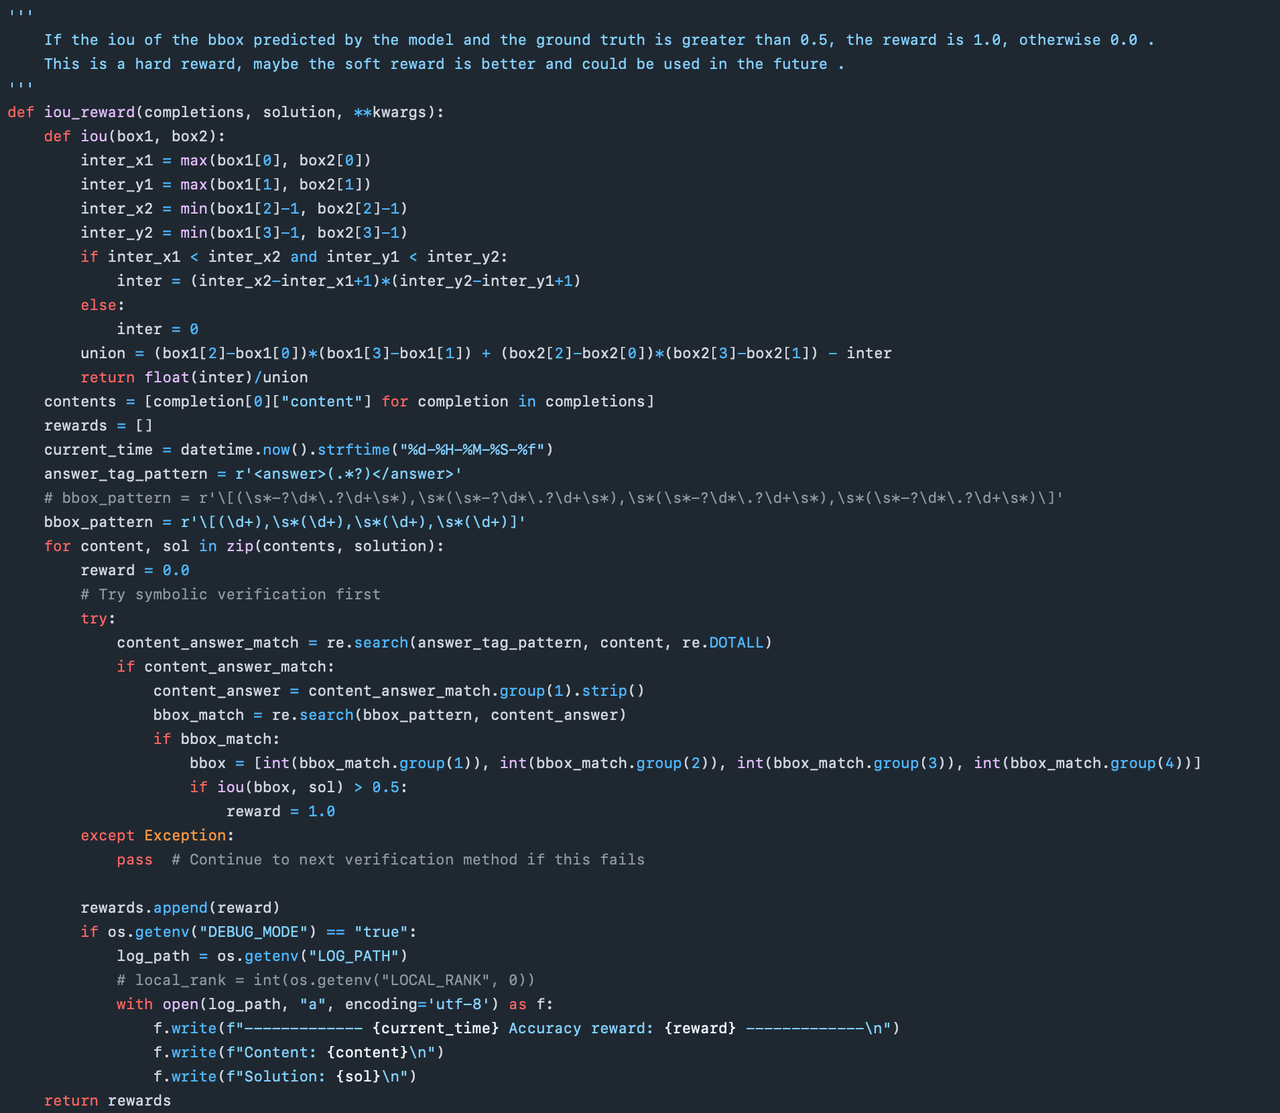 '''
    If the iou of the bbox predicted by the model and the ground truth is greater than 0.5, the reward is 1.0, otherwise 0.0 .
    This is a hard reward, maybe the soft reward is better and could be used in the future .
'''
def iou_reward(completions, solution, **kwargs):
    def iou(box1, box2):
        inter_x1 = max(box1[0], box2[0])
        inter_y1 = max(box1[1], box2[1])
        inter_x2 = min(box1[2]-1, box2[2]-1)
        inter_y2 = min(box1[3]-1, box2[3]-1)
        if inter_x1 < inter_x2 and inter_y1 < inter_y2:
            inter = (inter_x2-inter_x1+1)*(inter_y2-inter_y1+1)
        else:
            inter = 0
        union = (box1[2]-box1[0])*(box1[3]-box1[1]) + (box2[2]-box2[0])*(box2[3]-box2[1]) - inter
        return float(inter)/union
    contents = [completion[0]["content"] for completion in completions]
    rewards = []
    current_time = datetime.now().strftime("%d-%H-%M-%S-%f")
    answer_tag_pattern = r'<answer>(.*?)</answer>'
    # bbox_pattern = r'\[(\s*-?\d*\.?\d+\s*),\s*(\s*-?\d*\.?\d+\s*),\s*(\s*-?\d*\.?\d+\s*),\s*(\s*-?\d*\.?\d+\s*)\]'
    bbox_pattern = r'\[(\d+),\s*(\d+),\s*(\d+),\s*(\d+)]'
    for content, sol in zip(contents, solution):
        reward = 0.0
        # Try symbolic verification first
        try:
            content_answer_match = re.search(answer_tag_pattern, content, re.DOTALL)
            if content_answer_match:
                content_answer = content_answer_match.group(1).strip()
                bbox_match = re.search(bbox_pattern, content_answer)
                if bbox_match:
                    bbox = [int(bbox_match.group(1)), int(bbox_match.group(2)), int(bbox_match.group(3)), int(bbox_match.group(4))]
                    if iou(bbox, sol) > 0.5:
                        reward = 1.0
        except Exception:
            pass  # Continue to next verification method if this fails

        rewards.append(reward)
        if os.getenv("DEBUG_MODE") == "true":
            log_path = os.getenv("LOG_PATH")
            # local_rank = int(os.getenv("LOCAL_RANK", 0))
            with open(log_path, "a", encoding='utf-8') as f:
                f.write(f"------------- {current_time} Accuracy reward: {reward} -------------\n")
                f.write(f"Content: {content}\n")
                f.write(f"Solution: {sol}\n")
    return rewards